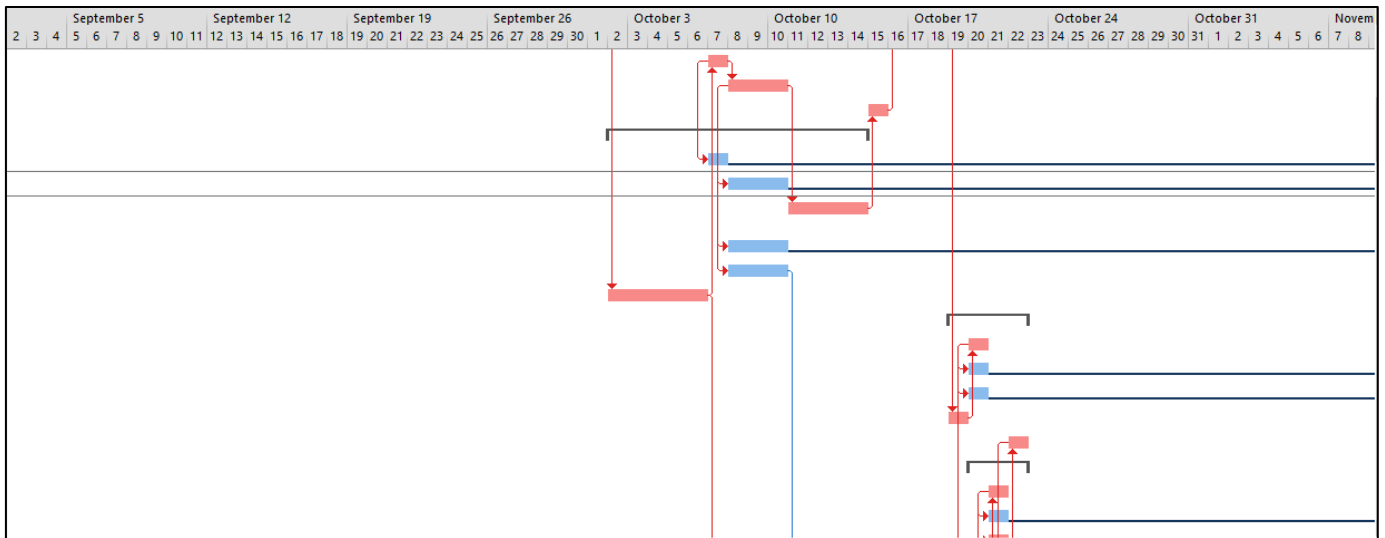 September 5 September 12 September 19 September 26 October 3 October 10 October 17 October 24 October 31 Novem
2 3 4 5 6 7 8 9 10 11 12 13 14 15 16 17 18 19 20 21 22 23 24 25 26 27 28 29 30 1 2 3 4 5 6 7 8 9 10 11 12 13 14 15 16 17 18 19 20 21 22 23 24 25 26 27 28 29 30 31 1 2 3 4 5 6 7 8